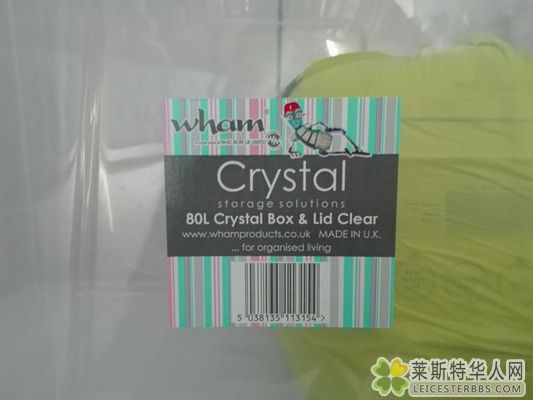 wham®
Crystal
storage solutions
80L Crystal Box & Lid Clear
www.whamproducts.co.uk MADE IN U.K.
... for organised living
5 038135 113154 >
莱斯特华人网
LEICESTERBBS.COM